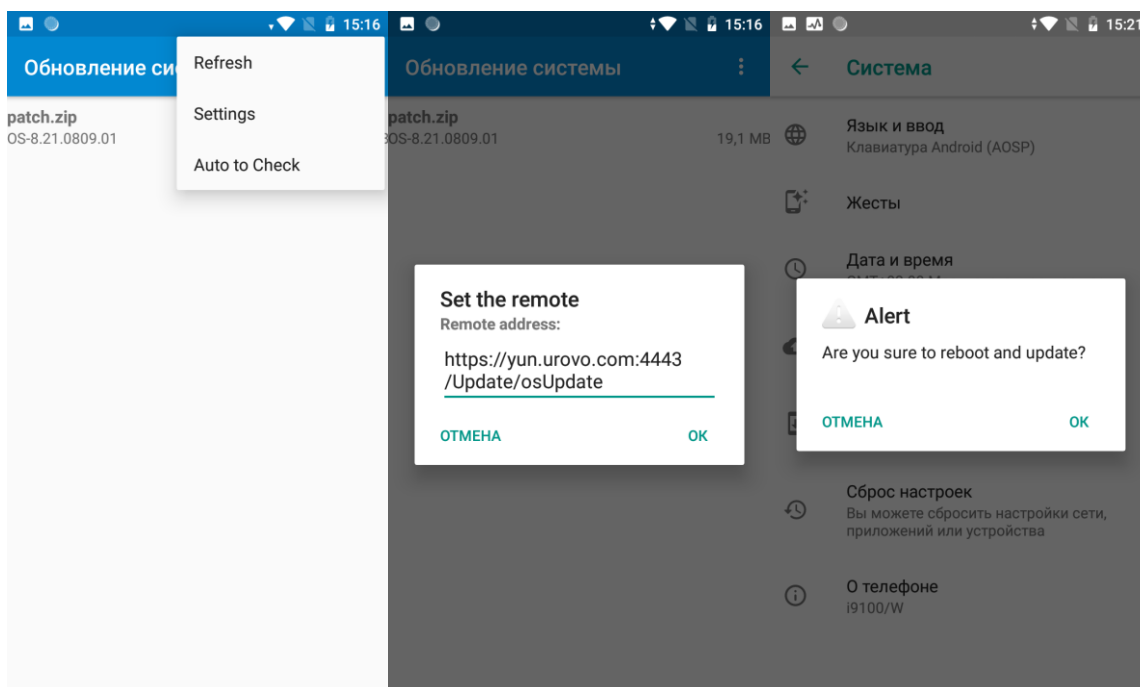 15:16
Обновление си
Refresh
Settings
Auto to Check
patch.zip
OS-8.21.0809.01
15:16
Обновление системы
patch.zip
OS-8.21.0809.01
19,1 MB
Set the remote
Remote address:
https://yun.urovo.com:4443
/Update/osUpdate
ОТМЕНА
ОК
15:21
Система
Язык и ввод
Клавиатура Android (AOSP)
Жесты
Дата и время
Alert
Are you sure to reboot and update?
ОТМЕНА
ОК
Сброс настроек
Вы можете сбросить настройки сети,
приложений или устройства
О телефоне
i9100/W